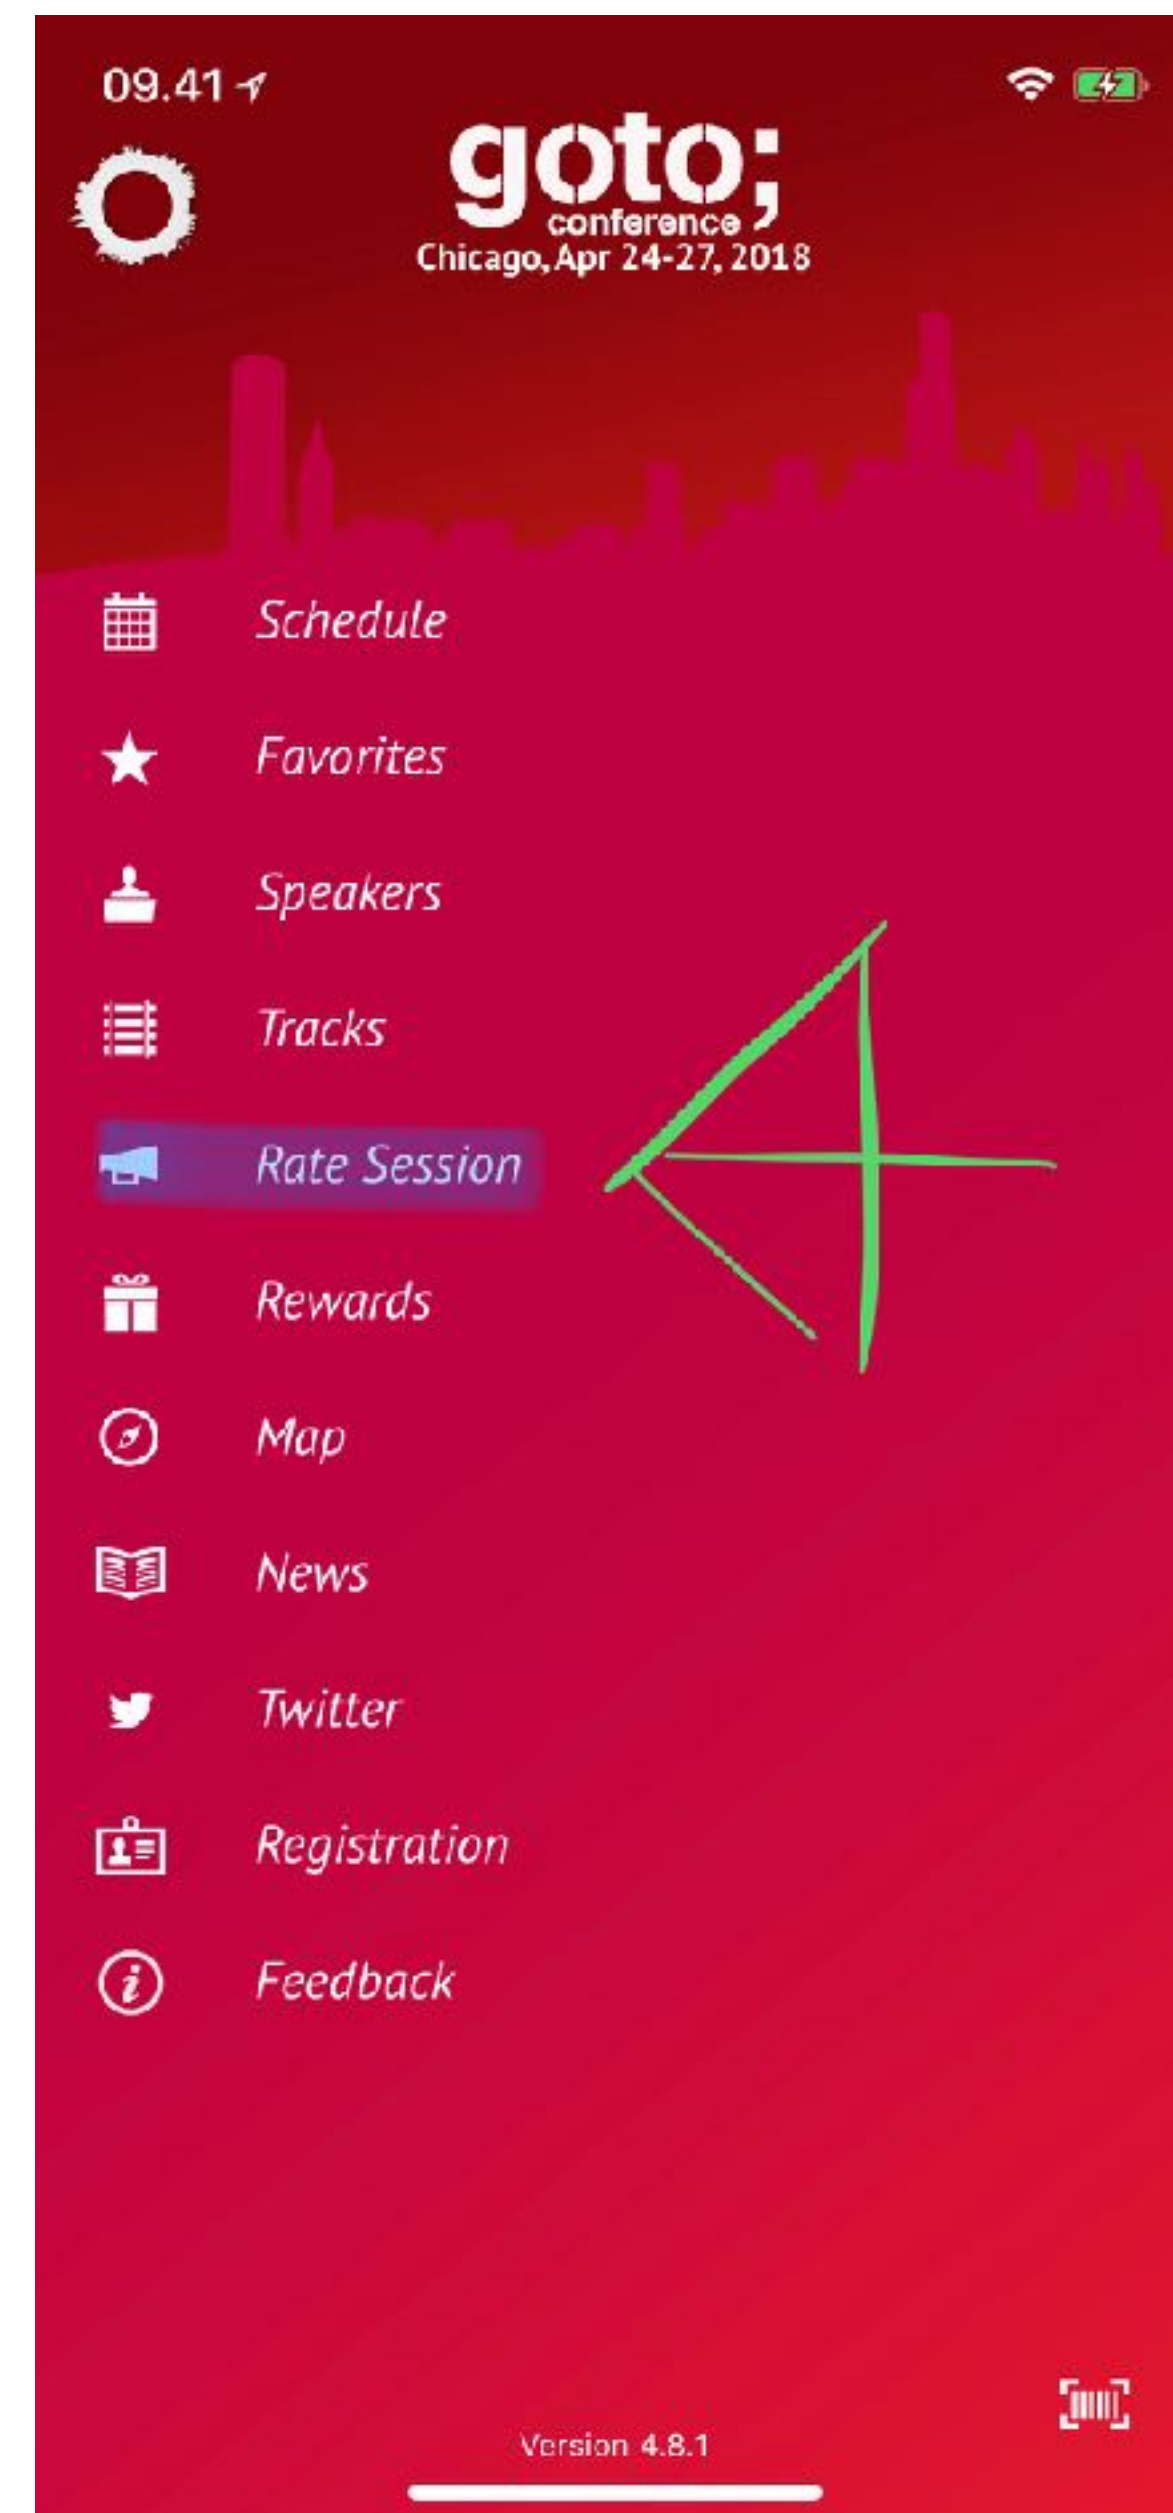 09.41
goto;
conference
Chicago, Apr 24-27, 2018
Schedule
Favorites
Speakers
Tracks
Rate Session
Rewards
Map
News
Twitter
Registration
Feedback
Version 4.8.1